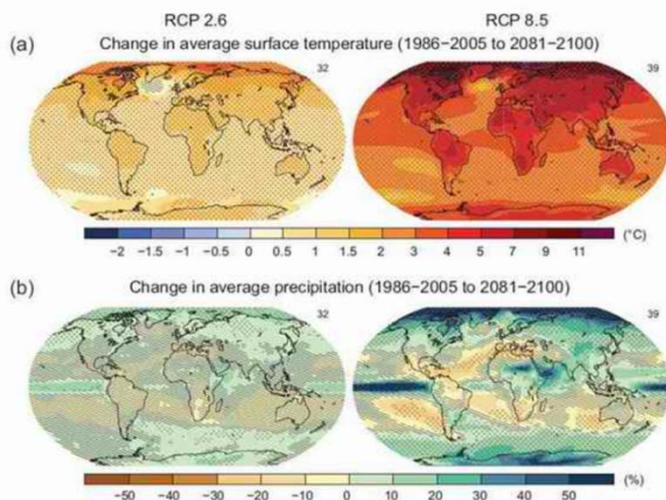 RCP 2.6 RCP 8.5
(a) Change in average surface temperature (1986−2005 to 2081−2100)
32 39
−2 −1.5 −1 −0.5 0 0.5 1 1.5 2 3 4 5 7 9 11 (°C)
(b) Change in average precipitation (1986−2005 to 2081−2100)
32 39
−50 −40 −30 −20 −10 0 10 20 30 40 50 (%)